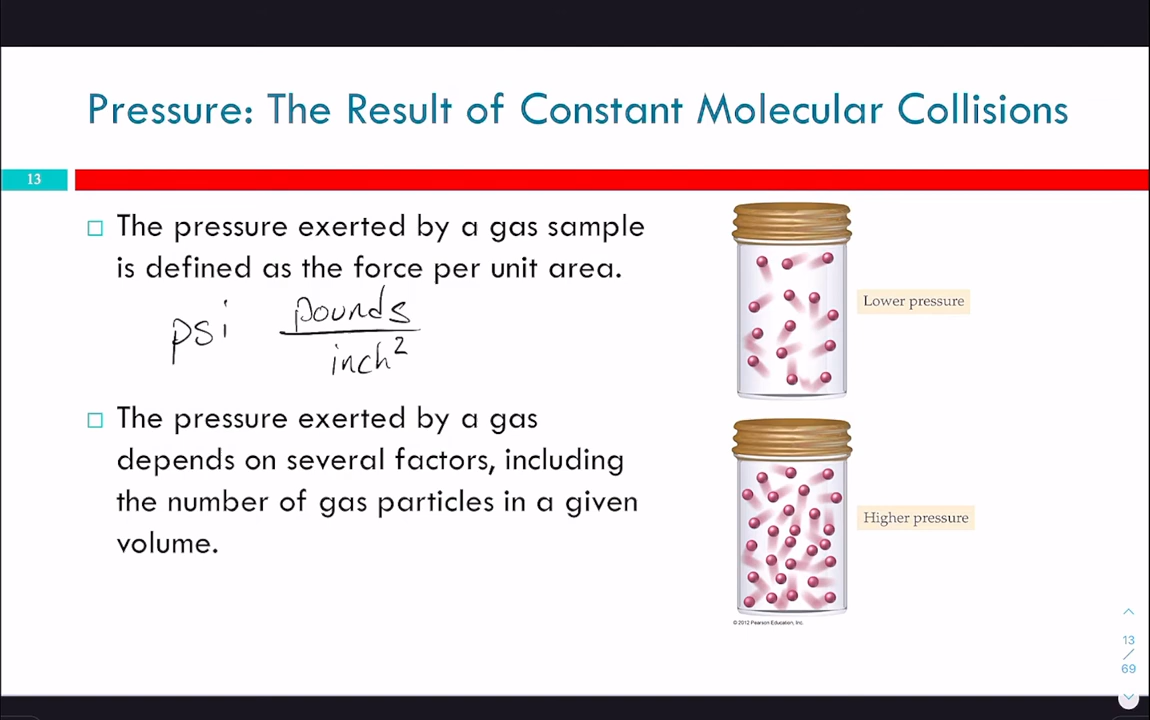 Pressure: The Result of Constant Molecular Collisions
13
□ The pressure exerted by a gas sample
is defined as the force per unit area.
psi pounds
inch²
□ The pressure exerted by a gas
depends on several factors, including
the number of gas particles in a given
volume.
Lower pressure
Higher pressure
© 2012 Pearson Education, Inc.
13
/
69